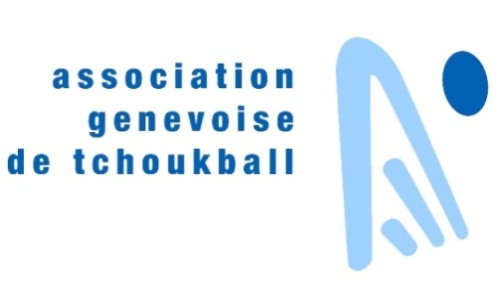 association
genevoise
de tchoukball